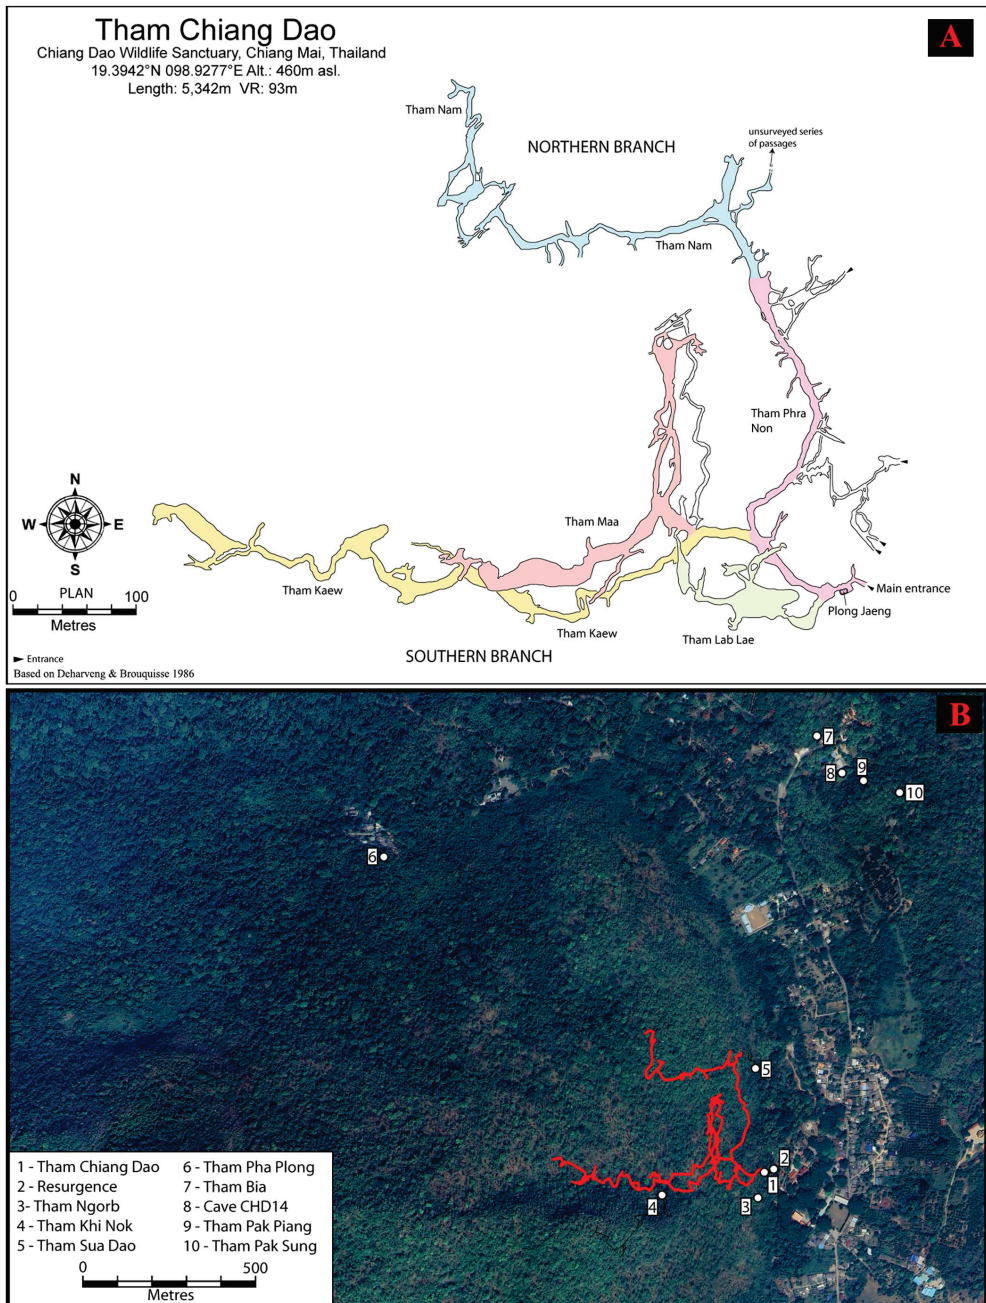 Tham Chiang Dao
Chiang Dao Wildlife Sanctuary, Chiang Mai, Thailand
19.3942°N 098.9277°E Alt.: 460m asl.
Length: 5,342m VR: 93m
A
Tham Nam
NORTHERN BRANCH
unsurveyed series
of passages
Tham Nam
Tham Phra
Non
N
W
E
S
Tham Maa
PLAN
0
100
Metres
Tham Kaew
Tham Kaew
Tham Lab Lae
Main entrance
Plong Jaeng
SOUTHERN BRANCH
Entrance
Based on Deharveng & Brouquisse 1986
B
7
8
9
10
6
5
2
1
4
3
1 - Tham Chiang Dao
2 - Resurgence
3- Tham Ngorb
4 - Tham Khi Nok
5 - Tham Sua Dao
6 - Tham Pha Plong
7 - Tham Bia
8 - Cave CHD14
9 - Tham Pak Piang
10 - Tham Pak Sung
0
500
Metres